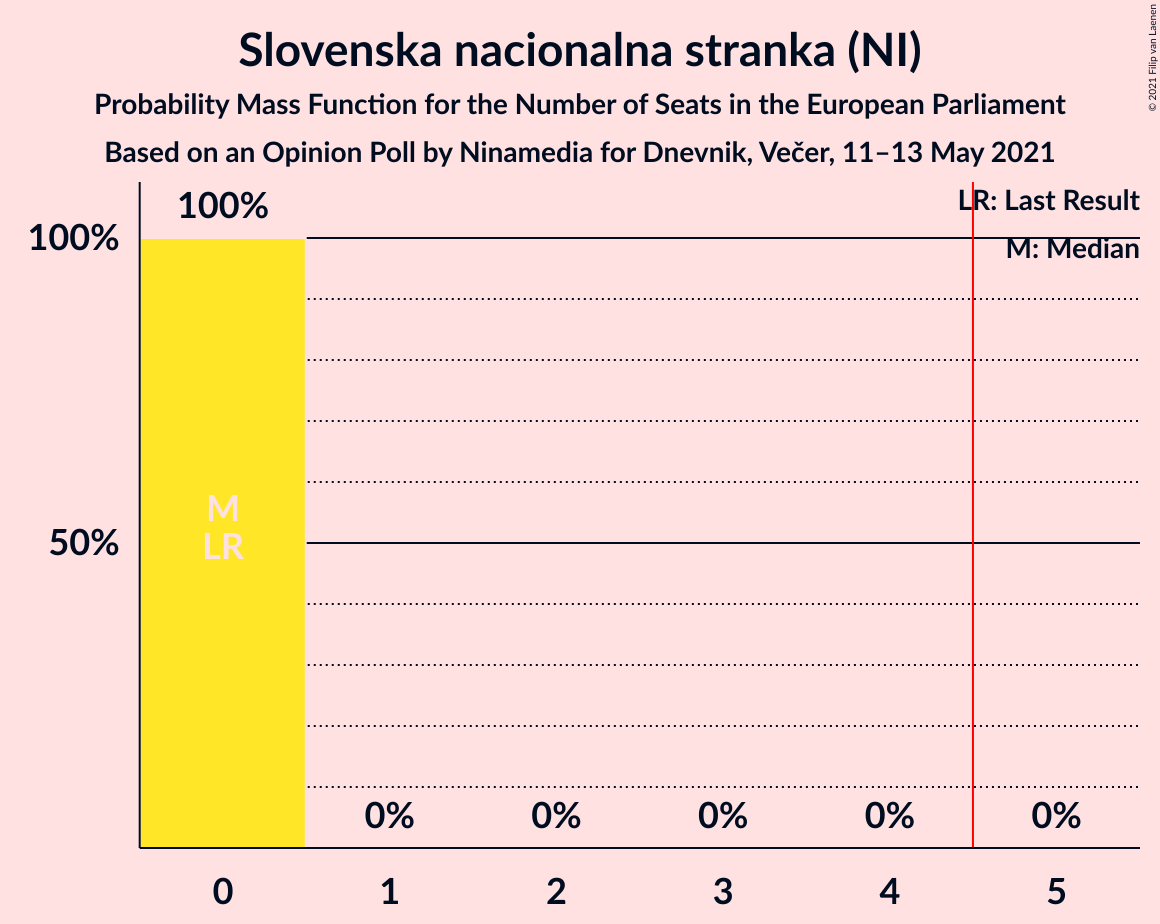 Slovenska nacionalna stranka (NI)
Probability Mass Function for the Number of Seats in the European Parliament
Based on an Opinion Poll by Ninamedia for Dnevnik, Večer, 11–13 May 2021
© 2021 Filip van Laenen
LR: Last Result
M: Median
100%
100%
50%
M
LR
0%
0%
0%
0%
0%
0
1
2
3
4
5